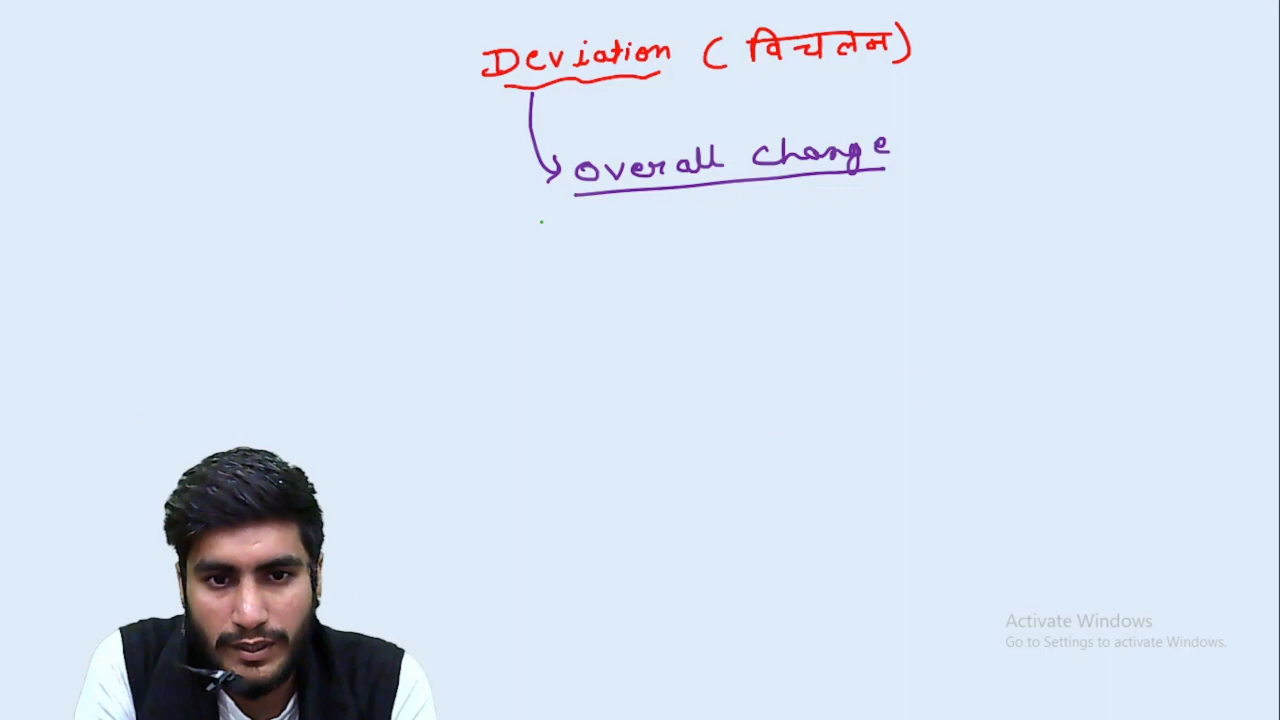 Deviation (विचलन)
overall change
Activate Windows
Go to Settings to activate Windows.